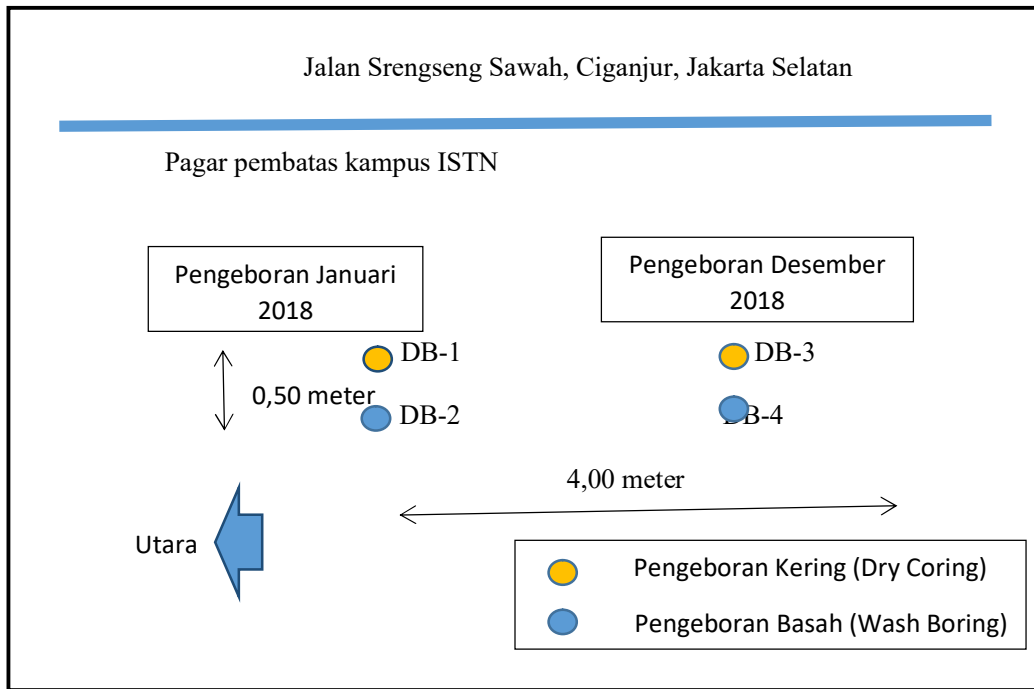 Jalan Srengseng Sawah, Ciganjur, Jakarta Selatan
Pagar pembatas kampus ISTN
Pengeboran Januari
2018
Pengeboran Desember
2018
DB-1
DB-3
0,50 meter
DB-2
DB-4
4,00 meter
Utara
Pengeboran Kering (Dry Coring)
Pengeboran Basah (Wash Boring)